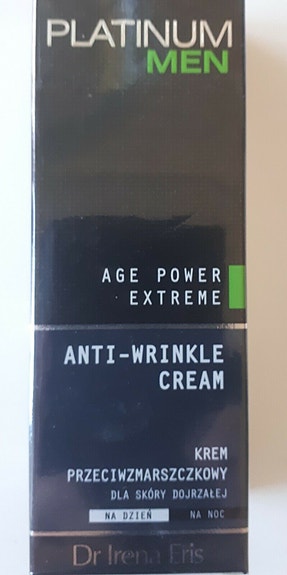 PLATINUM
MEN
AGE POWER
EXTREME
ANTI-WRINKLE
CREAM
KREM
PRZECIWZMARSZCZKOWY
DLA SKÓRY DOJRZAŁEJ
NA DZIEŃ NA NOC
Dr Irena Eris